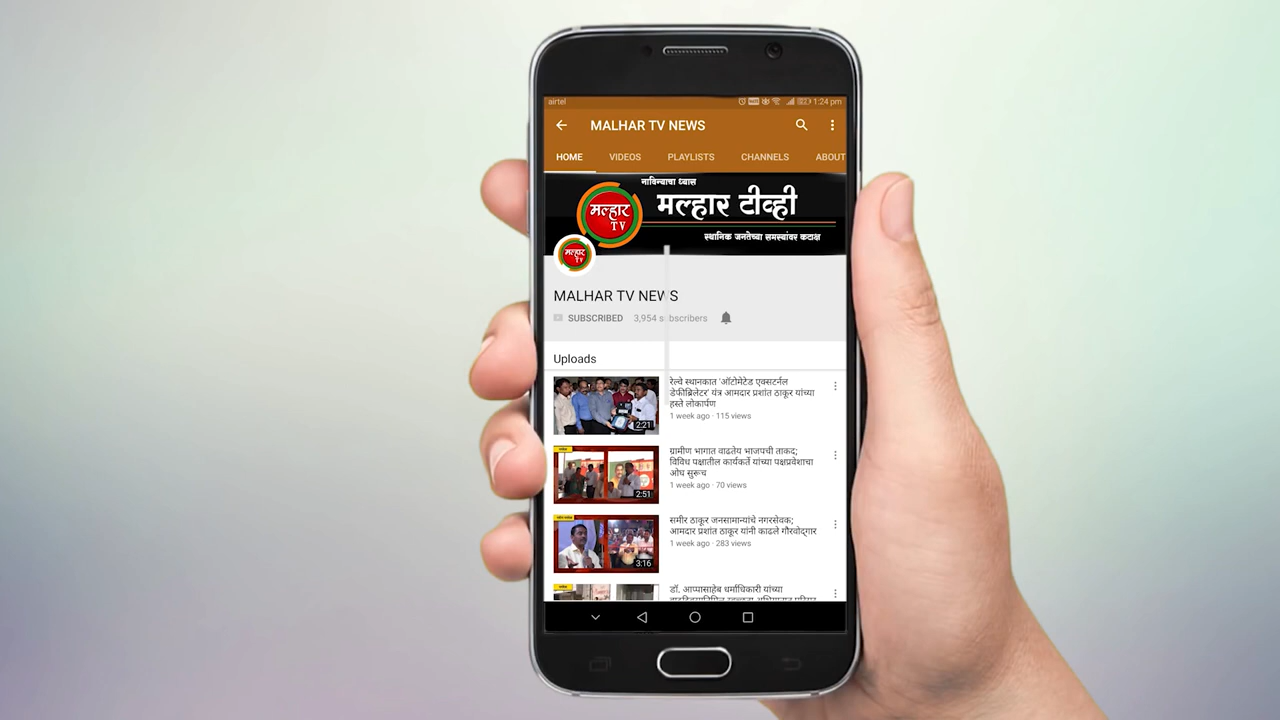 airtel
1:24 pm
MALHAR TV NEWS
HOME VIDEOS PLAYLISTS CHANNELS ABOUT
नाविन्याचा ध्यास
मल्हार टीव्ही
मल्हार
TV
स्थानिक जनतेच्या समस्यांवर कटाक्ष
मल्हार
TV
MALHAR TV NEWS
SUBSCRIBED 3,954 subscribers
Uploads
रेल्वे स्थानकात 'ऑटोमेटेड एक्सटर्नल
डेफीब्रिलेटर' यंत्र आमदार प्रशांत ठाकूर यांच्या
हस्ते लोकार्पण
2:21
1 week ago · 115 views
ग्रामीण भागात वाढतेय भाजपची ताकद;
विविध पक्षातील कार्यकर्ते यांच्या पक्षप्रवेशाचा
ओघ सुरूच
2:51
1 week ago · 70 views
समीर ठाकूर जनसामान्यांचे नगरसेवक;
आमदार प्रशांत ठाकूर यांनी काढले गौरवोद्गार
1 week ago · 283 views
3:16
डॉ. आप्पासाहेब धर्माधिकारी यांच्या